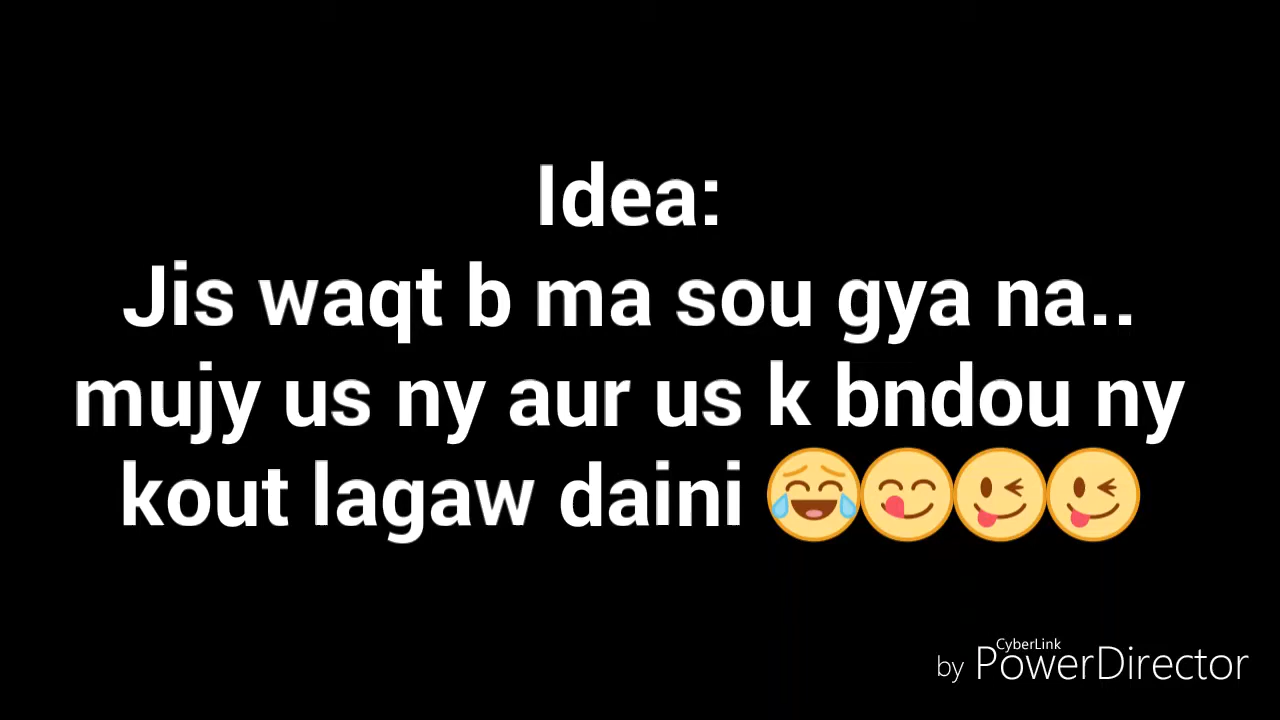 Idea:
Jis waqt b ma sou gya na..
mujy us ny aur us k bndou ny
kout lagaw daini 😂😋😜😜
CyberLink
by PowerDirector